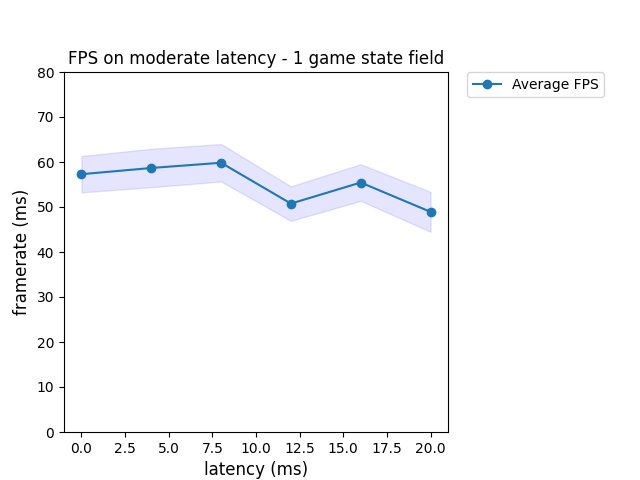 FPS on moderate latency - 1 game state field
Average FPS
80
70
60
50
40
30
20
10
0
framerate (ms)
0.0 2.5 5.0 7.5 10.0 12.5 15.0 17.5 20.0
latency (ms)